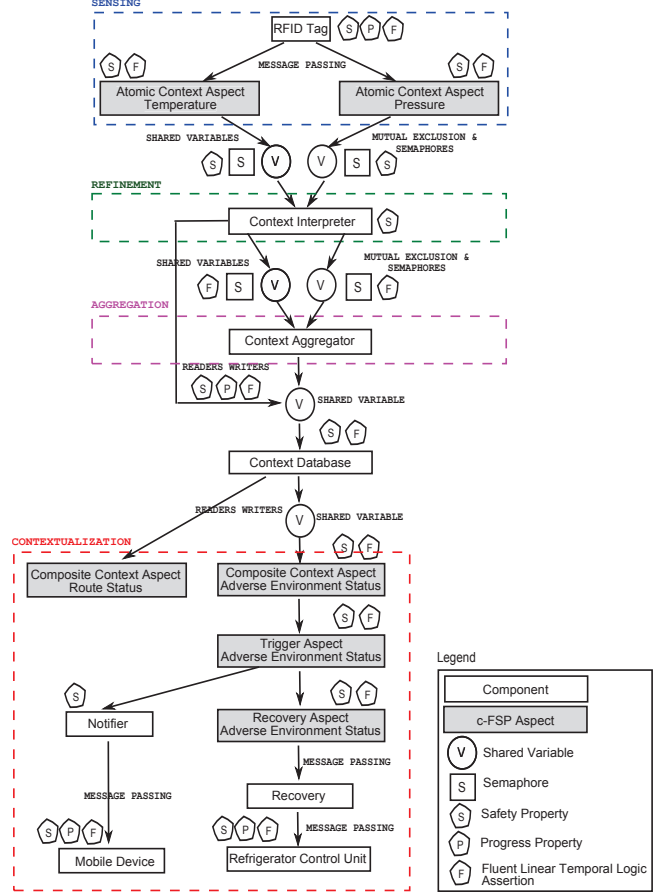 SENSING
RFID Tag
S P F
MESSAGE PASSING
S F
S F
Atomic Context Aspect
Temperature
Atomic Context Aspect
Pressure
SHARED VARIABLES
MUTUAL EXCLUSION &
SEMAPHORES
S S V V S S
REFINEMENT
Context Interpreter
S
SHARED VARIABLES
MUTUAL EXCLUSION &
SEMAPHORES
F S V V S F
AGGREGATION
Context Aggregator
READERS WRITERS
S P F
V
SHARED VARIABLE
S F
Context Database
READERS WRITERS
V
SHARED VARIABLE
CONTEXTUALIZATION
S F
Composite Context Aspect
Route Status
Composite Context Aspect
Adverse Environment Status
S F
Trigger Aspect
Adverse Environment Status
S
S F
Notifier
Recovery Aspect
Adverse Environment Status
MESSAGE PASSING
MESSAGE PASSING
Recovery
S P F
S P F
MESSAGE PASSING
Mobile Device
Refrigerator Control Unit
Legend
Component
c-FSP Aspect
V
Shared Variable
S
Semaphore
S
Safety Property
P
Progress Property
F
Fluent Linear Temporal Logic
Assertion